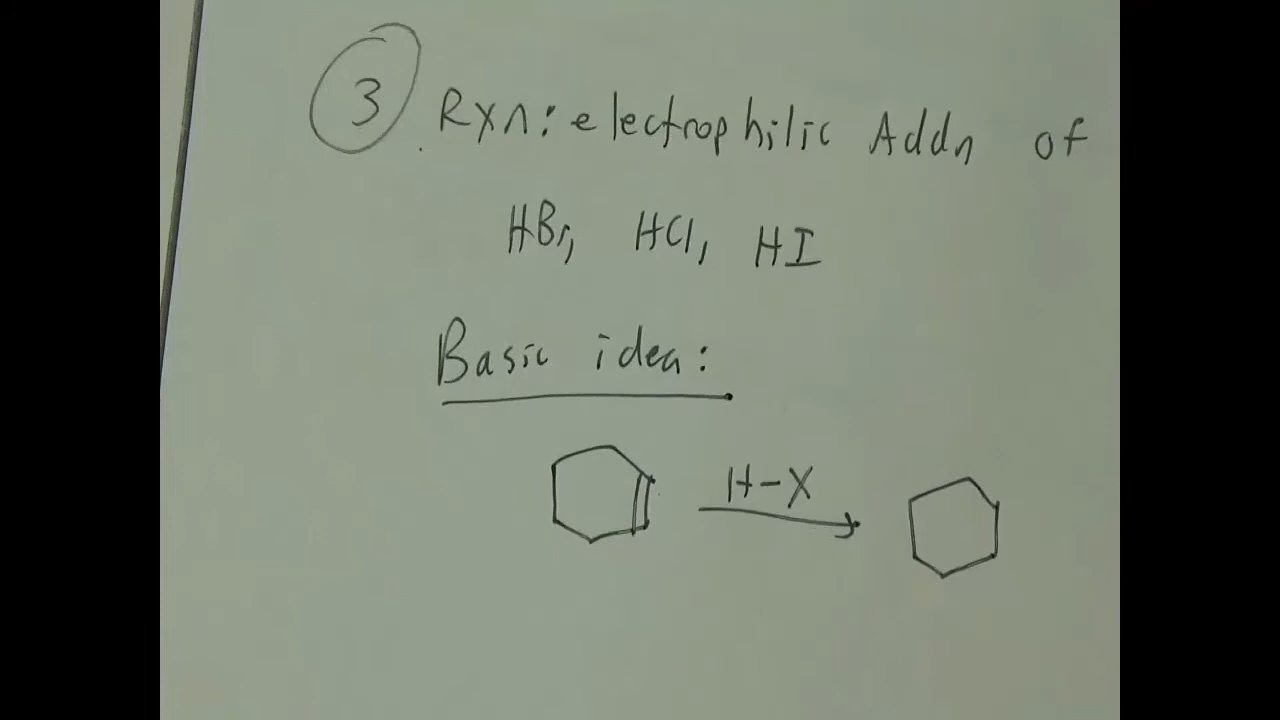 3 Rxn: electrophilic Addn of
HBr, HCl, HI
Basic idea:
H-X